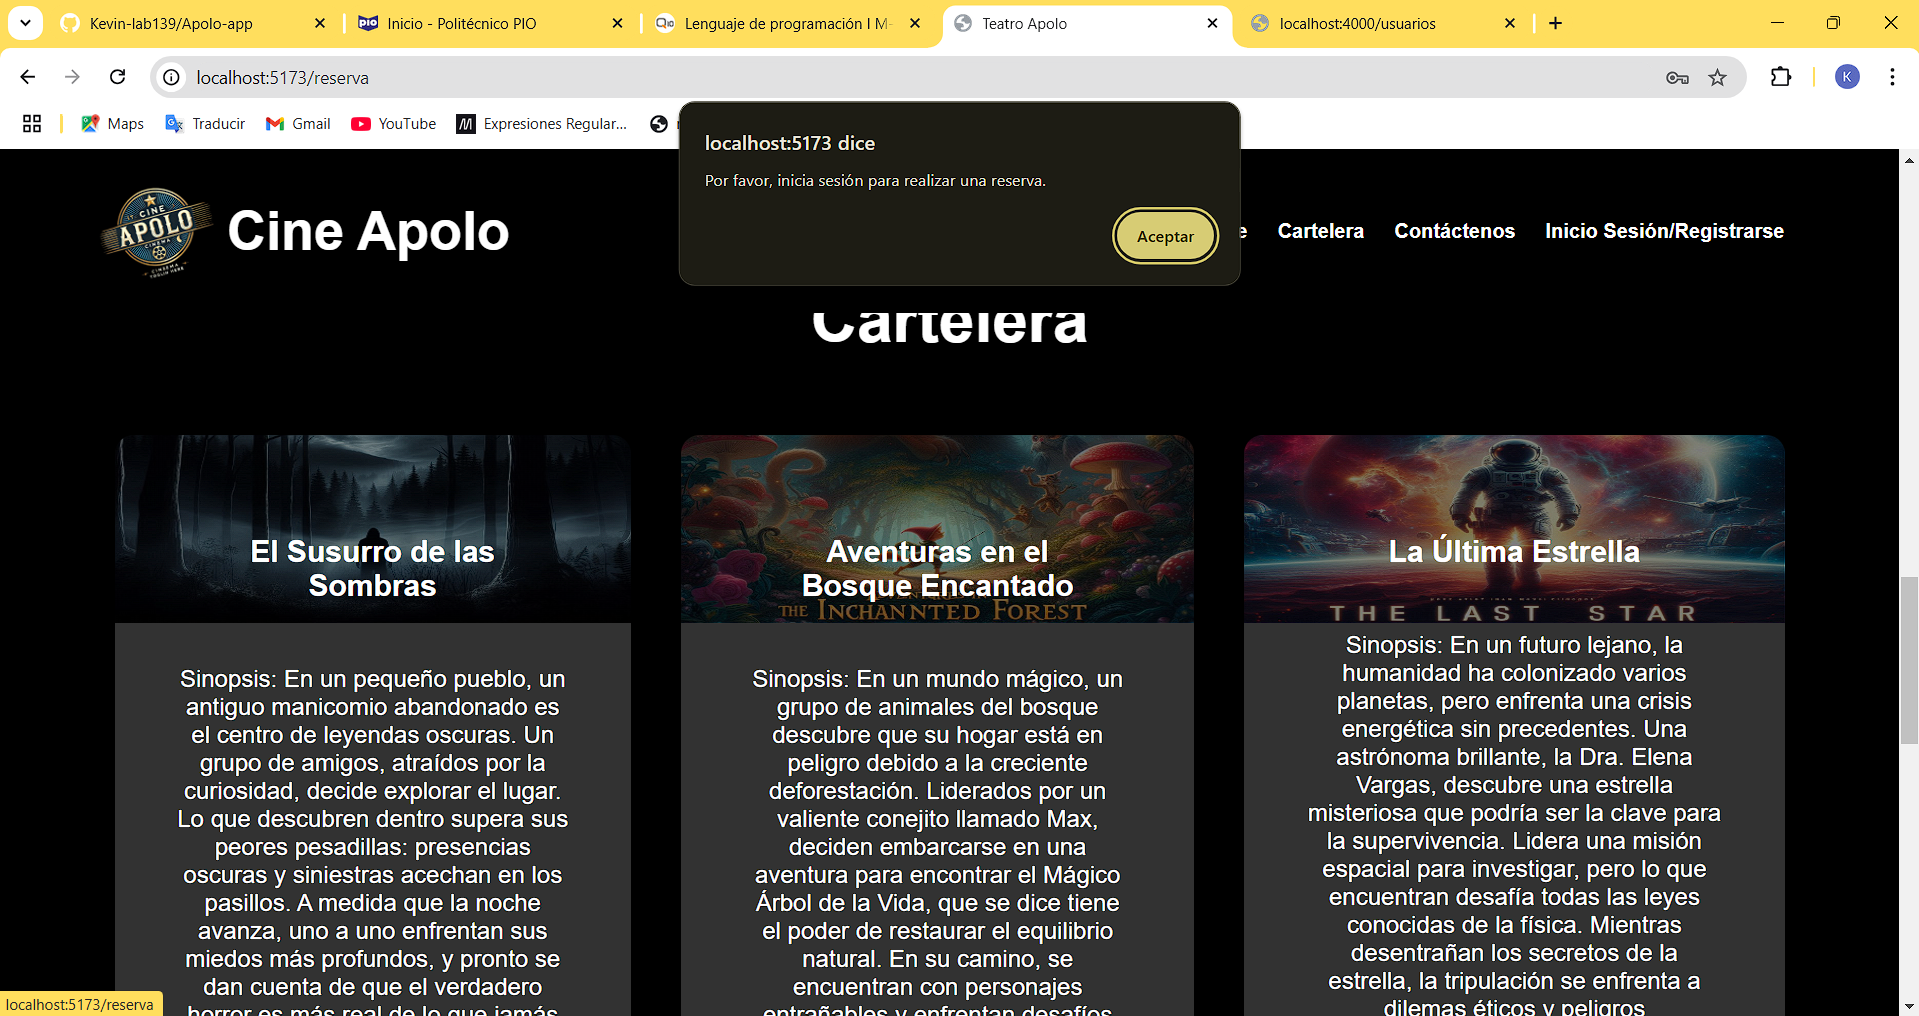 Kevin-lab139/Apolo-app
Inicio - Politécnico PIO
Lenguaje de programación I M-
Teatro Apolo
localhost:4000/usuarios
localhost:5173/reserva
K
Maps
Traducir
Gmail
YouTube
Expresiones Regular...
localhost:5173 dice
Por favor, inicia sesión para realizar una reserva.
Aceptar
CINE
APOLO
CINEMA
Cine Apolo
e
Cartelera
Contáctenos
Inicio Sesión/Registrarse
Cartelera
El Susurro de las
Sombras
Sinopsis: En un pequeño pueblo, un
antiguo manicomio abandonado es
el centro de leyendas oscuras. Un
grupo de amigos, atraídos por la
curiosidad, decide explorar el lugar.
Lo que descubren dentro supera sus
peores pesadillas: presencias
oscuras y siniestras acechan en los
pasillos. A medida que la noche
avanza, uno a uno enfrentan sus
miedos más profundos, y pronto se
dan cuenta de que el verdadero
horror es más real de lo que jamás
Aventuras en el
Bosque Encantado
THE INCHANNTED FOREST
Sinopsis: En un mundo mágico, un
grupo de animales del bosque
descubre que su hogar está en
peligro debido a la creciente
deforestación. Liderados por un
valiente conejito llamado Max,
deciden embarcarse en una
aventura para encontrar el Mágico
Árbol de la Vida, que se dice tiene
el poder de restaurar el equilibrio
natural. En su camino, se
encuentran con personajes
entrañables y enfrentan desafíos
La Última Estrella
THE LAST STAR
Sinopsis: En un futuro lejano, la
humanidad ha colonizado varios
planetas, pero enfrenta una crisis
energética sin precedentes. Una
astrónoma brillante, la Dra. Elena
Vargas, descubre una estrella
misteriosa que podría ser la clave para
la supervivencia. Lidera una misión
espacial para investigar, pero lo que
encuentran desafía todas las leyes
conocidas de la física. Mientras
desentrañan los secretos de la
estrella, la tripulación se enfrenta a
dilemas éticos y peligros
localhost:5173/reserva